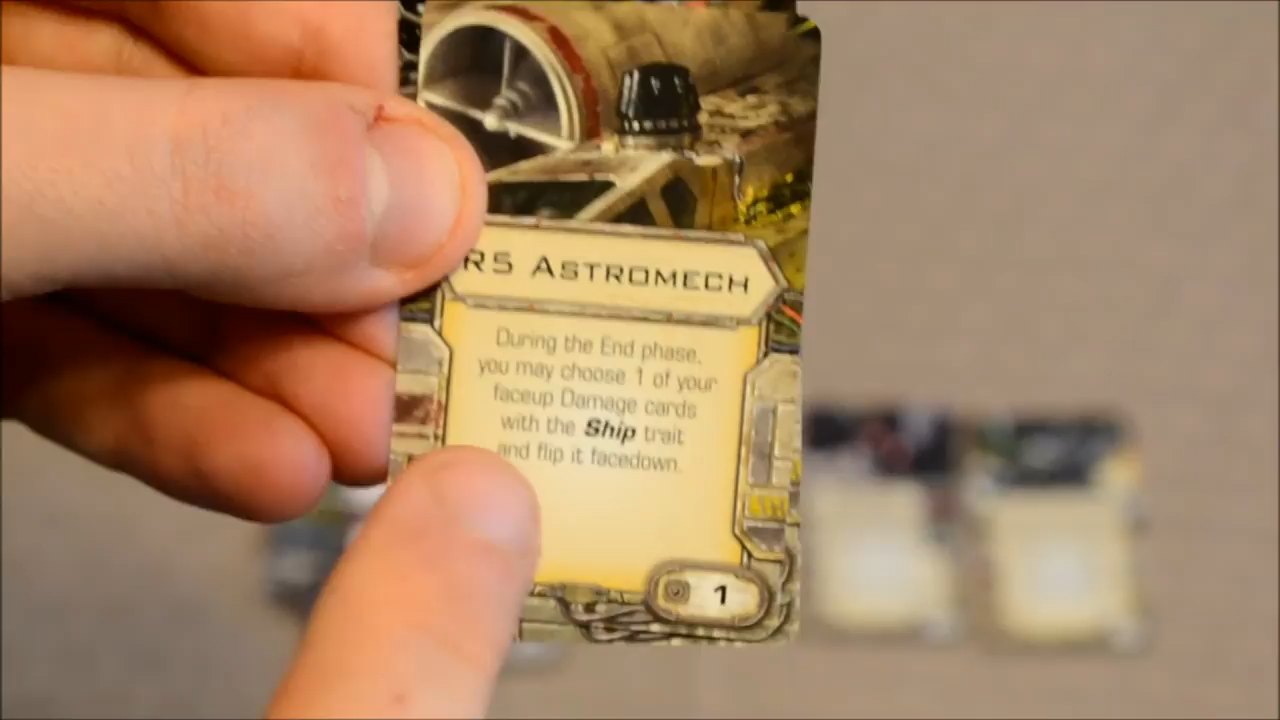 R5 ASTROMECH
During the End phase,
you may choose 1 of your
faceup Damage cards
with the Ship trait
and flip it facedown.
1